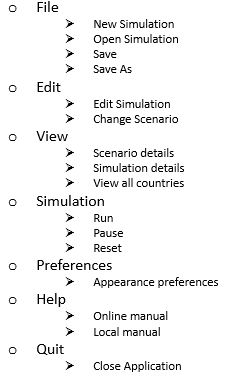 File
New Simulation
Open Simulation
Save
Save As
Edit
Edit Simulation
Change Scenario
View
Scenario details
Simulation details
View all countries
Simulation
Run
Pause
Reset
Preferences
Appearance preferences
Help
Online manual
Local manual
Quit
Close Application